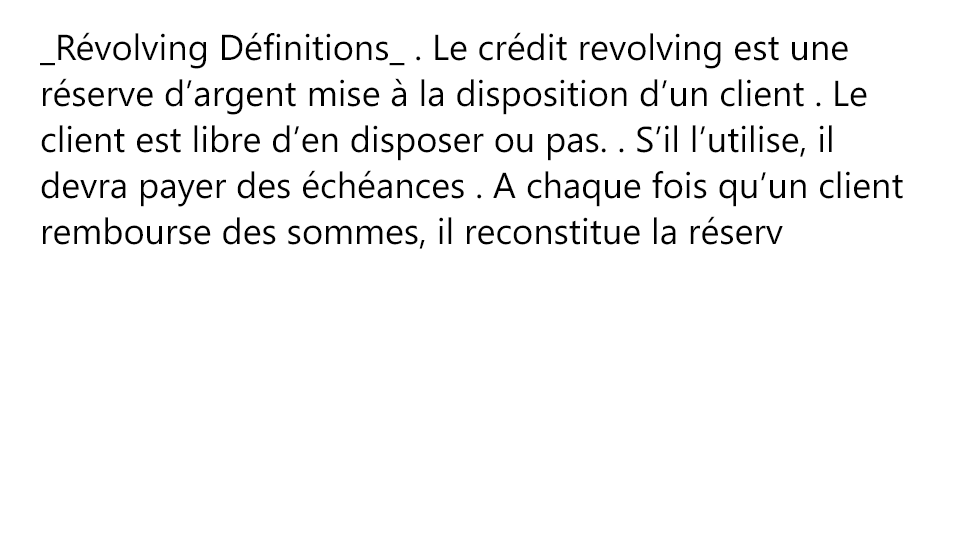 _Révolving Définitions_ . Le crédit revolving est une
réserve d’argent mise à la disposition d’un client . Le
client est libre d’en disposer ou pas. . S’il l’utilise, il
devra payer des échéances . A chaque fois qu’un client
rembourse des sommes, il reconstitue la réserv